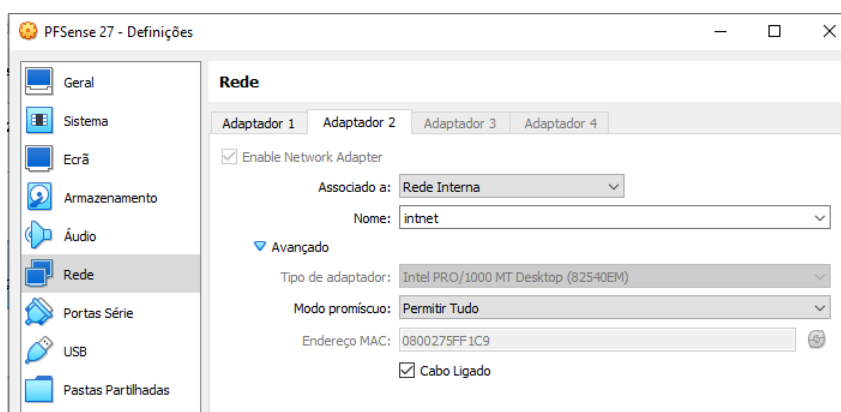 PFSense 27 - Definições
Geral
Sistema
Ecrã
Armazenamento
Áudio
Rede
Portas Série
USB
Pastas Partilhadas
Rede
Adaptador 1 Adaptador 2 Adaptador 3 Adaptador 4
Enable Network Adapter
Associado a: Rede Interna
Nome: intnet
Avançado
Tipo de adaptador: Intel PRO/1000 MT Desktop (82540EM)
Modo promíscuo: Permitir Tudo
Endereço MAC: 0800275FF1C9
Cabo Ligado